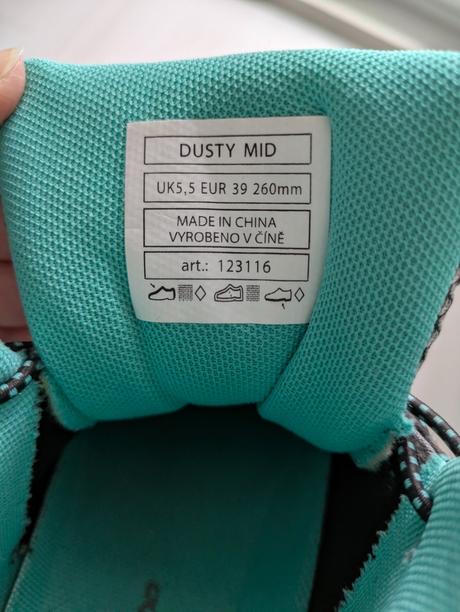 DUSTY MID
UK5,5 EUR 39 260mm
MADE IN CHINA
VYROBENO V ČÍNĚ
art.: 123116